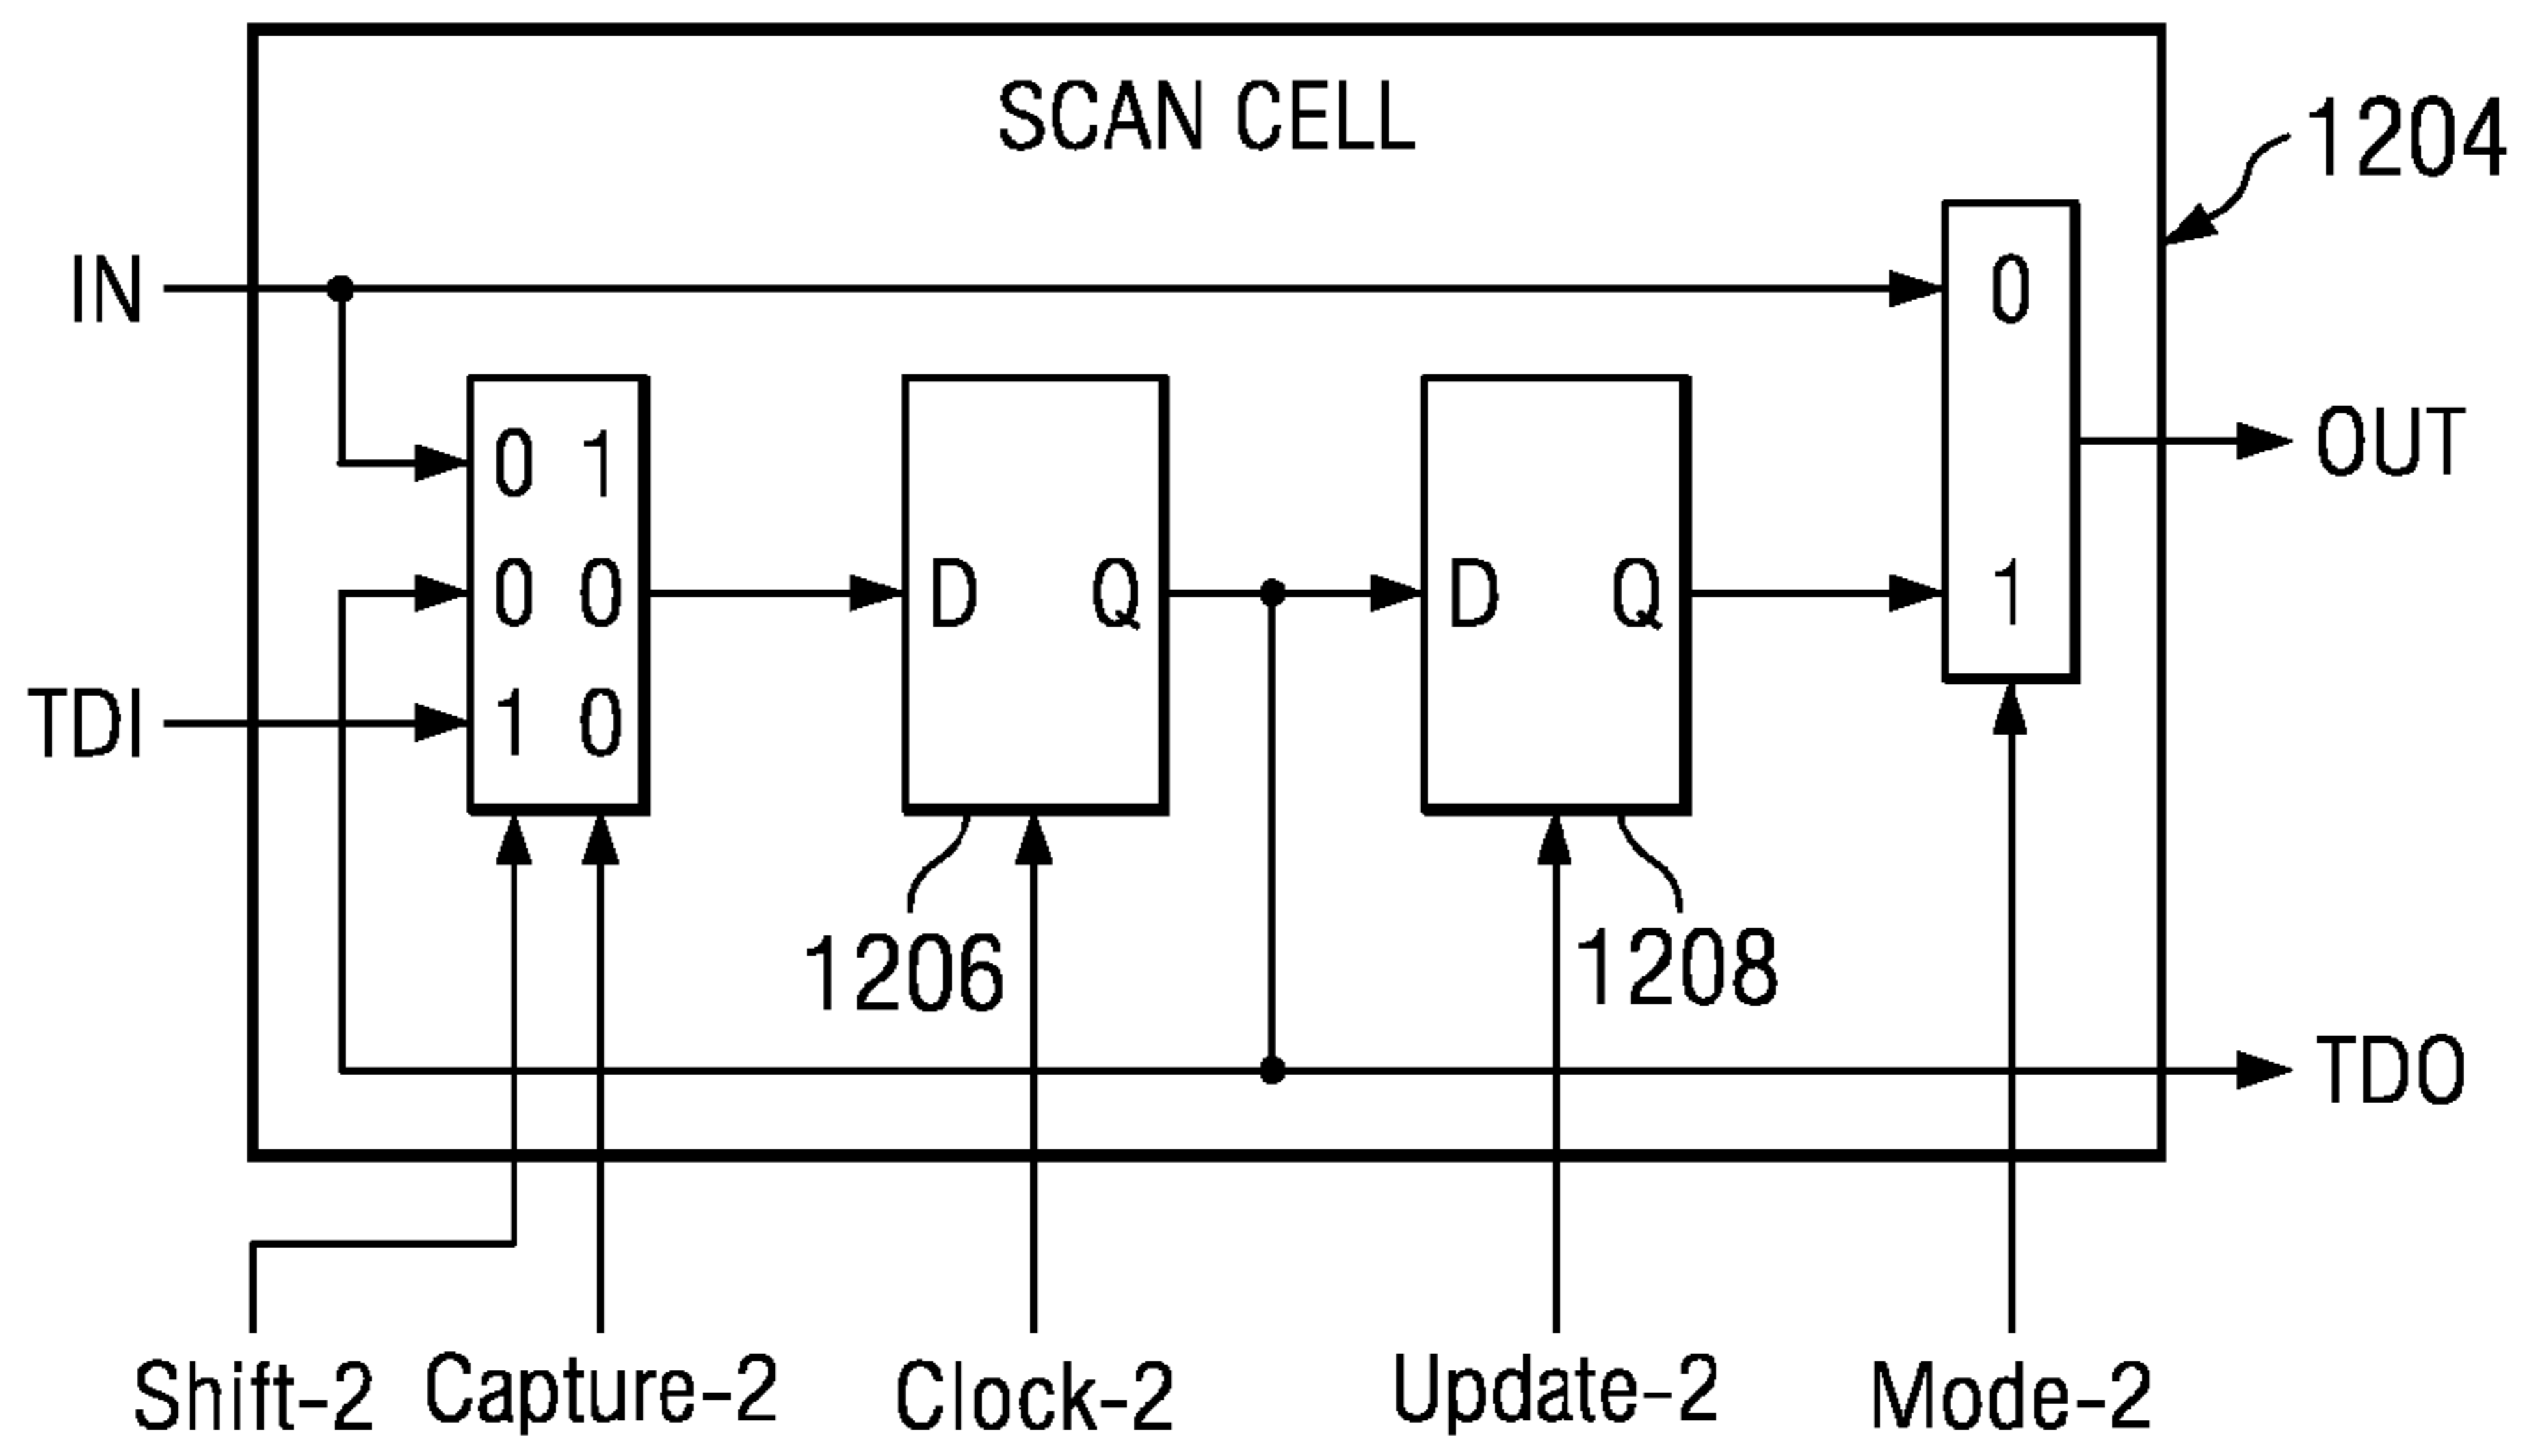 SCAN CELL
1204
IN
0
0 1
OUT
0 0
D Q
D Q
1
TDI
1 0
1206
1208
TDO
Shift-2
Capture-2
Clock-2
Update-2
Mode-2